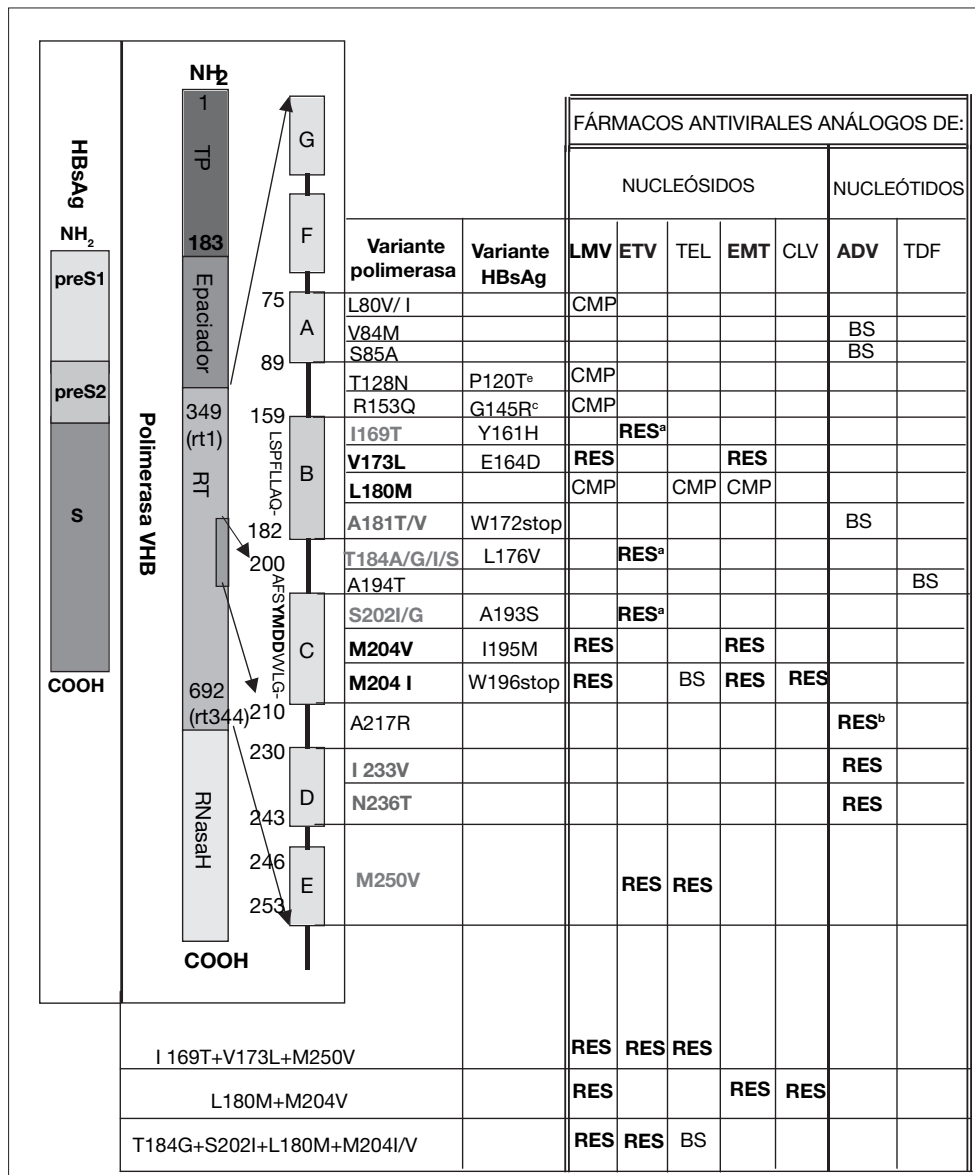 HBsAg
NH2
preS1
preS2
S
COOH
Polimerasa VHB
NH2
1
TP
183
Epaciador
349
(rt1)
RT
692
(rt344)
RNasaH
COOH
G
F
75
A
89
159
LSPFLLAQ-
B
182
200
AFSYMDDVVLG-
C
210
230
D
243
246
E
253
FÁRMACOS ANTIVIRALES ANÁLOGOS DE:
NUCLEÓSIDOS NUCLEÓTIDOS
Variante polimerasa Variante HBsAg LMV ETV TEL EMT CLV ADV TDF
L80V/ I CMP
V84M BS
S85A BS
T128N P120Te CMP
R153Q G145Rc CMP
I169T Y161H RESa
V173L E164D RES RES
L180M CMP CMP CMP
A181T/V W172stop BS
T184A/G/I/S L176V RESa
A194T BS
S202I/G A193S RESa
M204V I195M RES RES
M204 I W196stop RES BS RES RES
A217R RESb
I 233V RES
N236T RES
M250V RES RES
I 169T+V173L+M250V RES RES RES
L180M+M204V RES RES RES
T184G+S202I+L180M+M204I/V RES RES BS